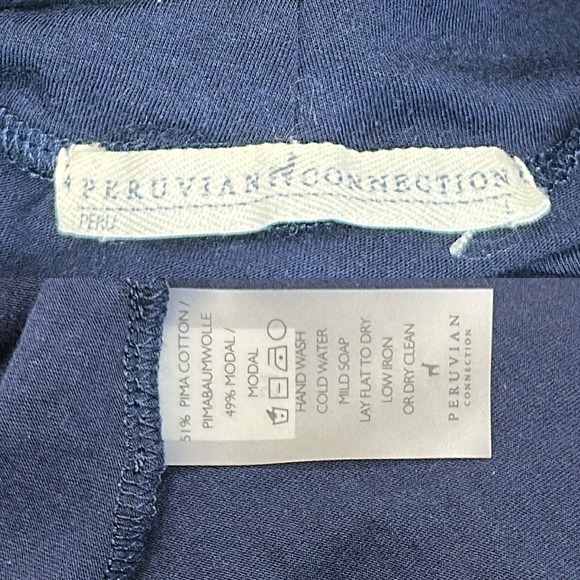 PERUVIAN CONNECTION
PERU
51% PIMA COTTON /
PIMABAUMWOLLE
49% MODAL /
MODAL
HAND WASH
COLD WATER
MILD SOAP
LAY FLAT TO DRY
LOW IRON
OR DRY CLEAN
PERUVIAN
CONNECTION